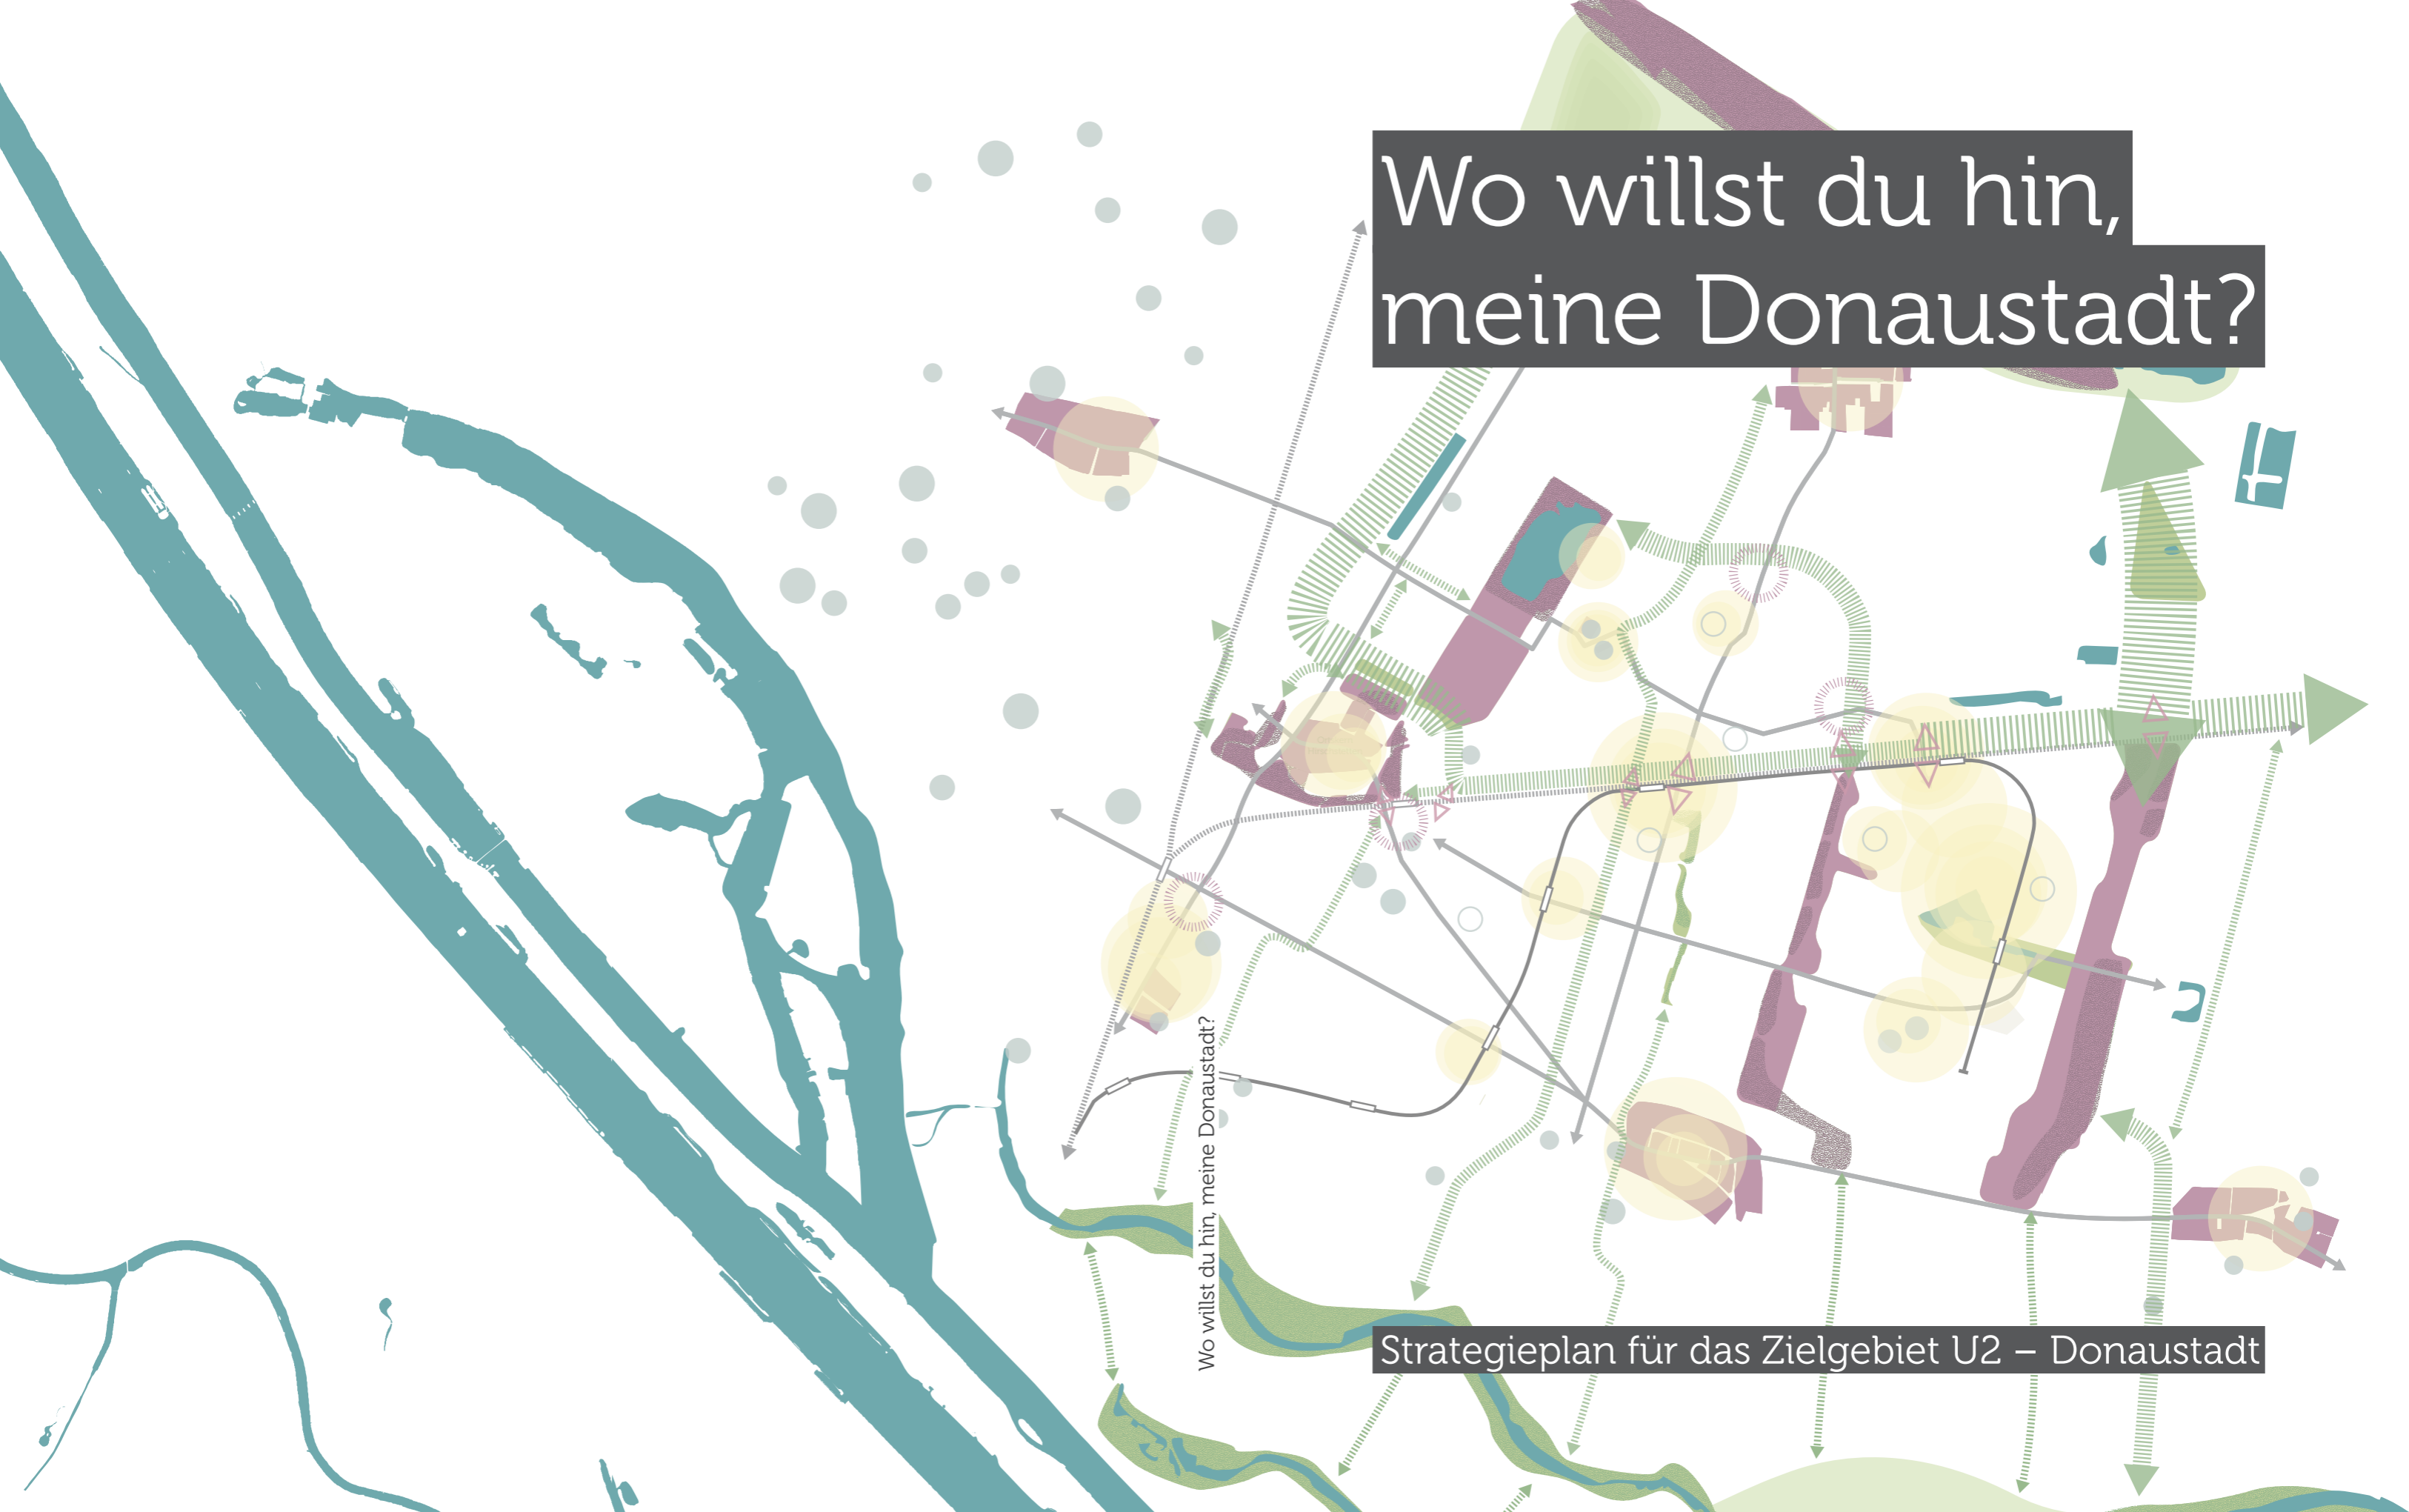 Wo willst du hin,
meine Donaustadt?
Wo willst du hin, meine Donaustadt?
Strategieplan für das Zielgebiet U2 – Donaustadt